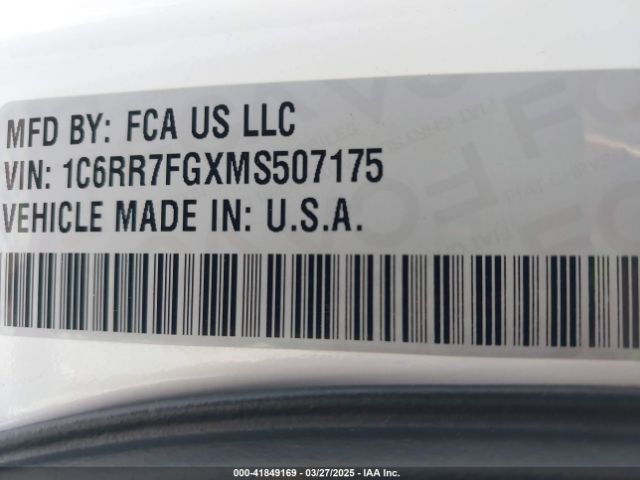 MFD BY: FCA US LLC
VIN: 1C6RR7FGXMS507175
VEHICLE MADE IN: U.S.A.
000-41849169 - 03/27/2025 - IAA Inc.